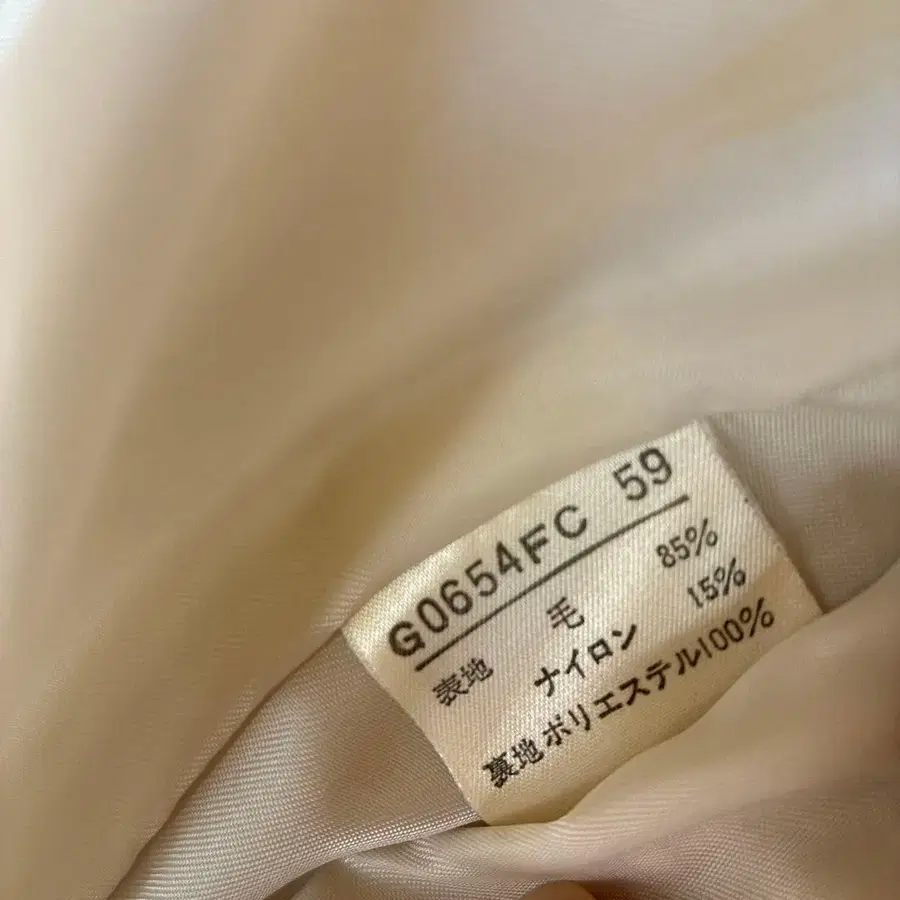 G0654FC 59
表地 毛 85%
ナイロン 15%
裏地 ポリエステル100%